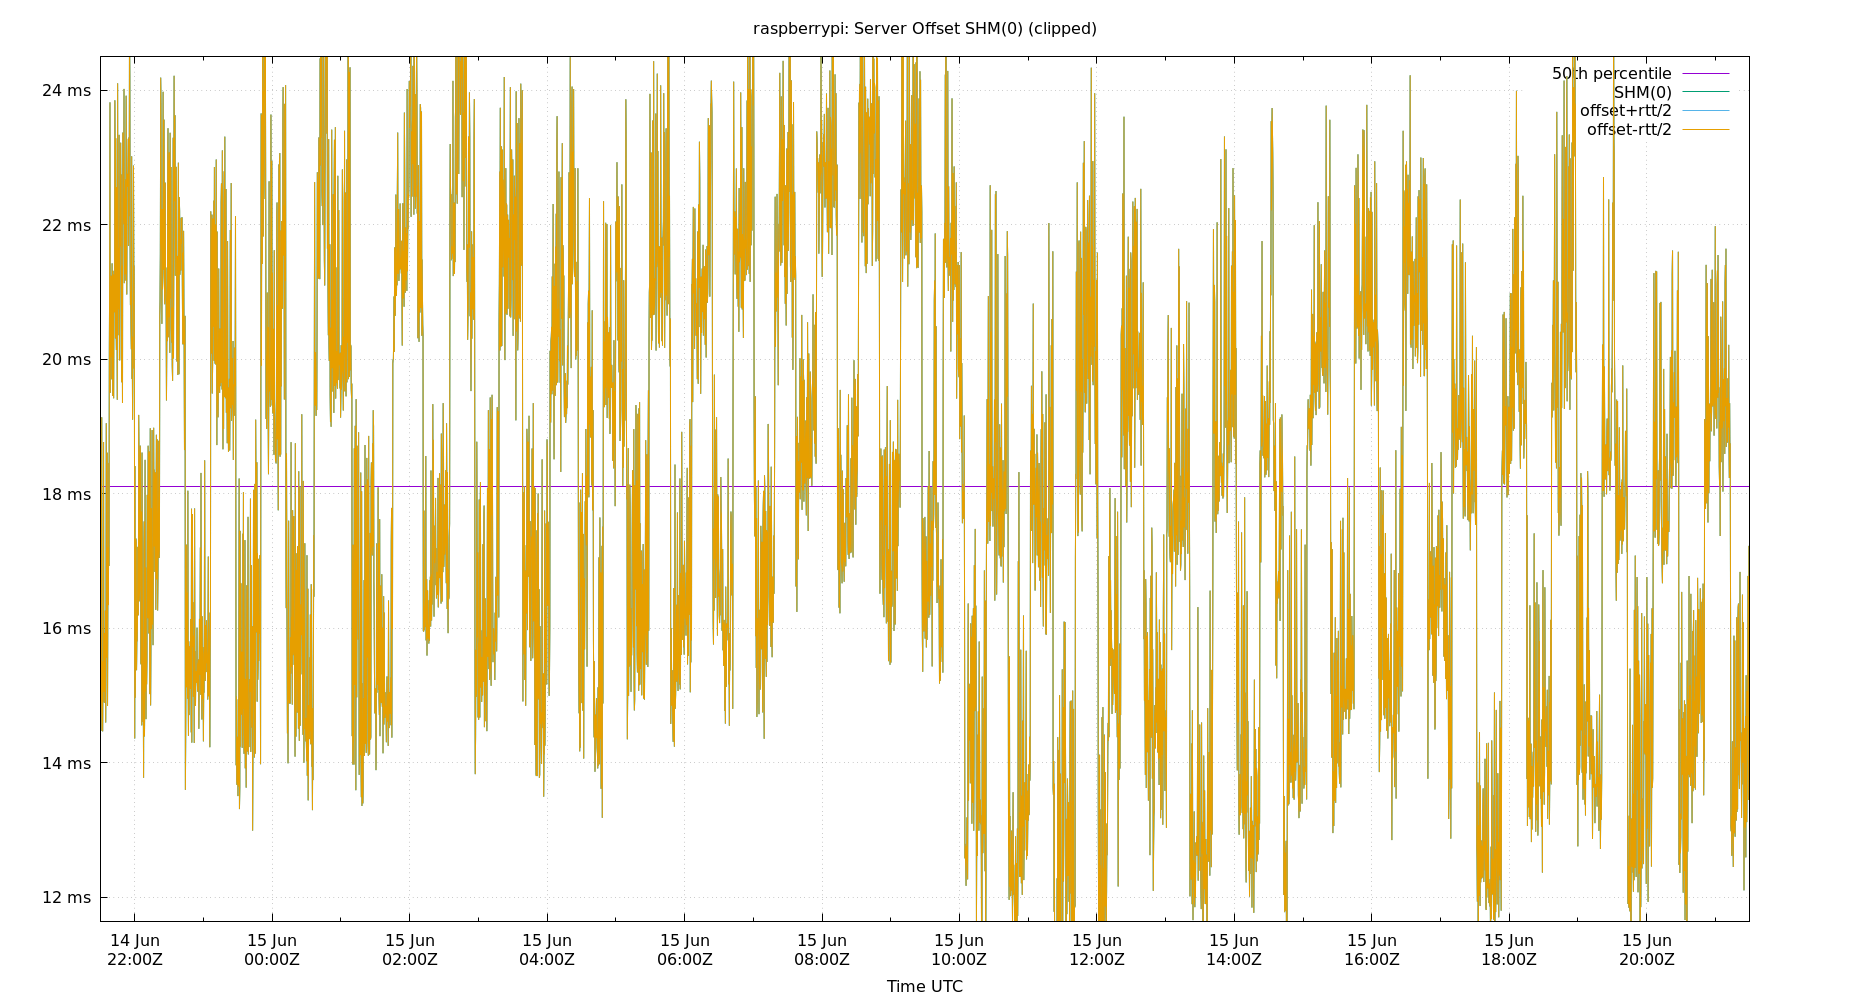 raspberrypi: Server Offset SHM(0) (clipped)
50th percentile
SHM(0)
offset+rtt/2
offset-rtt/2
24 ms
22 ms
20 ms
18 ms
16 ms
14 ms
12 ms
14 Jun 15 Jun 15 Jun 15 Jun 15 Jun 15 Jun 15 Jun 15 Jun 15 Jun 15 Jun 15 Jun 15 Jun
22:00Z 00:00Z 02:00Z 04:00Z 06:00Z 08:00Z 10:00Z 12:00Z 14:00Z 16:00Z 18:00Z 20:00Z
Time UTC